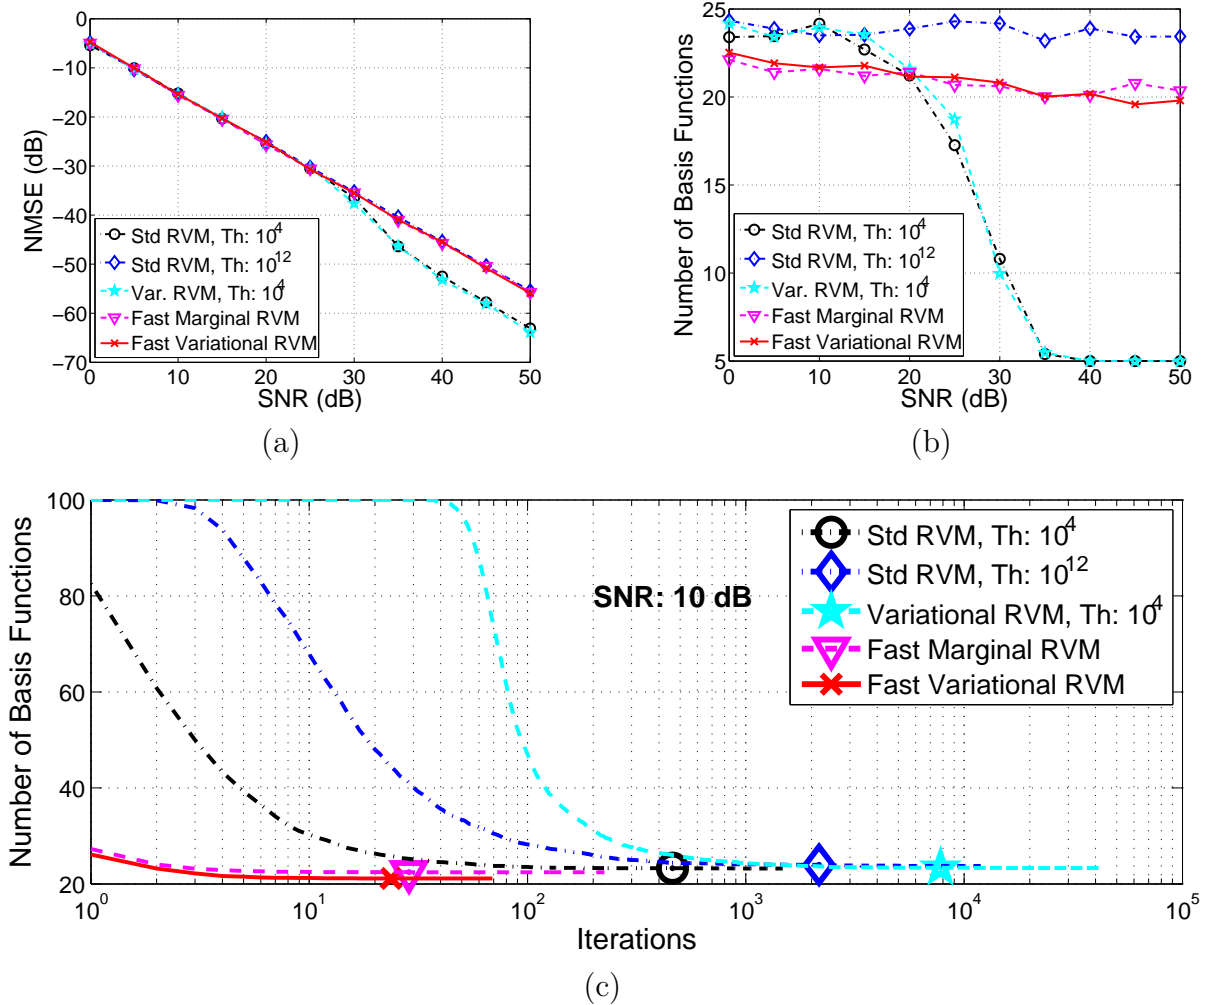 0
−10
−20
−30
−40
−50
−60
−70
NMSE (dB)
0 10 20 30 40 50
SNR (dB)
Std RVM, Th: 10^4
Std RVM, Th: 10^12
Var. RVM, Th: 10^4
Fast Marginal RVM
Fast Variational RVM
(a)
25
20
15
10
5
Number of Basis Functions
0 10 20 30 40 50
SNR (dB)
Std RVM, Th: 10^4
Std RVM, Th: 10^12
Var. RVM, Th: 10^4
Fast Marginal RVM
Fast Variational RVM
(b)
100
80
60
40
20
Number of Basis Functions
SNR: 10 dB
Std RVM, Th: 10^4
Std RVM, Th: 10^12
Variational RVM, Th: 10^4
Fast Marginal RVM
Fast Variational RVM
10^0 10^1 10^2 10^3 10^4 10^5
Iterations
(c)